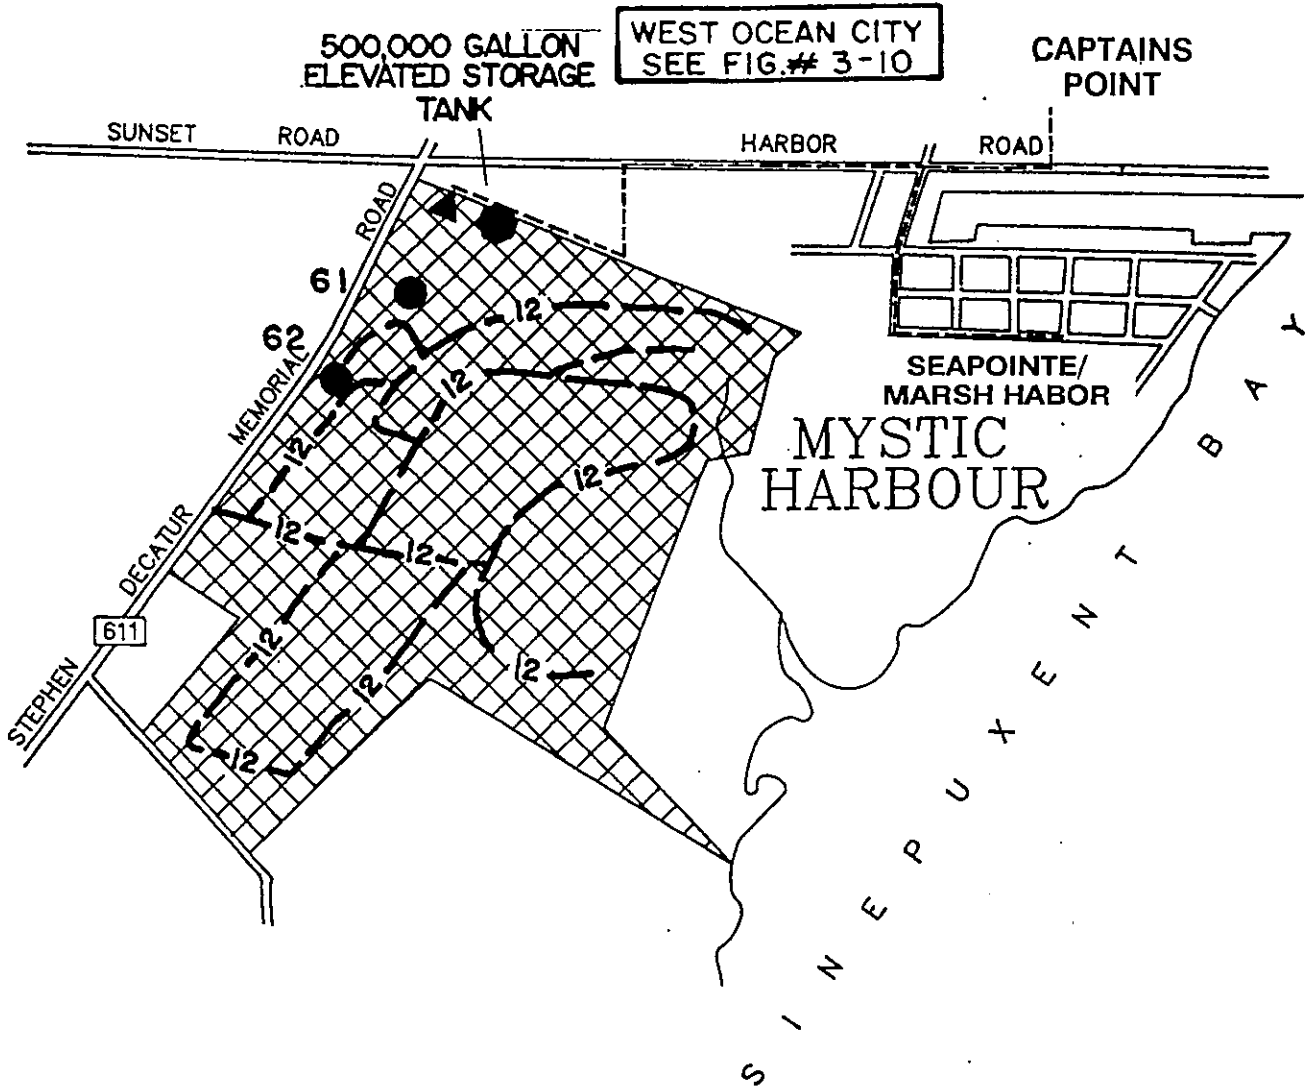 WEST OCEAN CITY
SEE FIG.# 3-10
500,000 GALLON
ELEVATED STORAGE
TANK
CAPTAINS
POINT
SUNSET ROAD
HARBOR ROAD
STEPHEN DECATUR MEMORIAL ROAD
61
62
12
12
12
12
12
12
12
12
12
12
611
SEAPOINTE/
MARSH HABOR
MYSTIC
HARBOUR
SINEPUXENT BAY